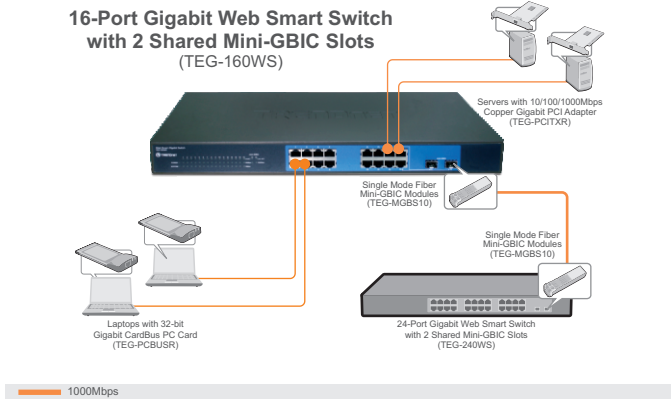 16-Port Gigabit Web Smart Switch
with 2 Shared Mini-GBIC Slots
(TEG-160WS)
Servers with 10/100/1000Mbps
Copper Gigabit PCI Adapter
(TEG-PCITXR)
Single Mode Fiber
Mini-GBIC Modules
(TEG-MGBS10)
Single Mode Fiber
Mini-GBIC Modules
(TEG-MGBS10)
Laptops with 32-bit
Gigabit CardBus PC Card
(TEG-PCBUSR)
24-Port Gigabit Web Smart Switch
with 2 Shared Mini-GBIC Slots
(TEG-240WS)
1000Mbps